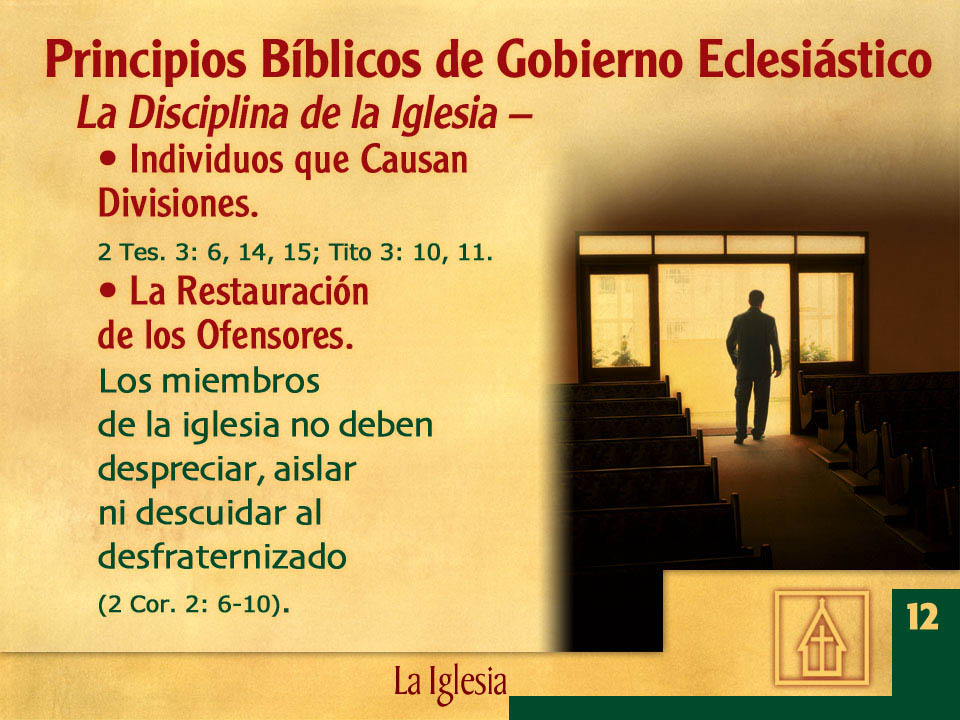 Principios Bíblicos de Gobierno Eclesiástico
La Disciplina de la Iglesia –
• Individuos que Causan
Divisiones.
2 Tes. 3: 6, 14, 15; Tito 3: 10, 11.
• La Restauración
de los Ofensores.
Los miembros
de la iglesia no deben
despreciar, aislar
ni descuidar al
desfraternizado
(2 Cor. 2: 6-10).
12
La Iglesia